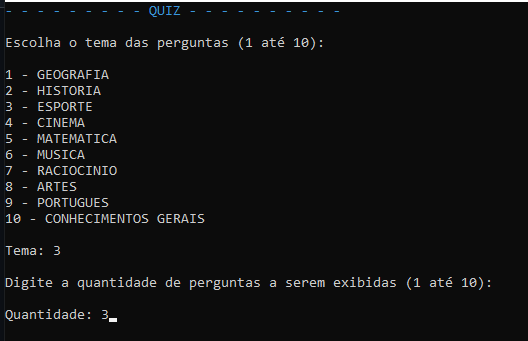 - - - - - - - - - QUIZ - - - - - - - - - -
Escolha o tema das perguntas (1 até 10):
1 - GEOGRAFIA
2 - HISTORIA
3 - ESPORTE
4 - CINEMA
5 - MATEMATICA
6 - MUSICA
7 - RACIOCINIO
8 - ARTES
9 - PORTUGUES
10 - CONHECIMENTOS GERAIS
Tema: 3
Digite a quantidade de perguntas a serem exibidas (1 até 10):
Quantidade: 3